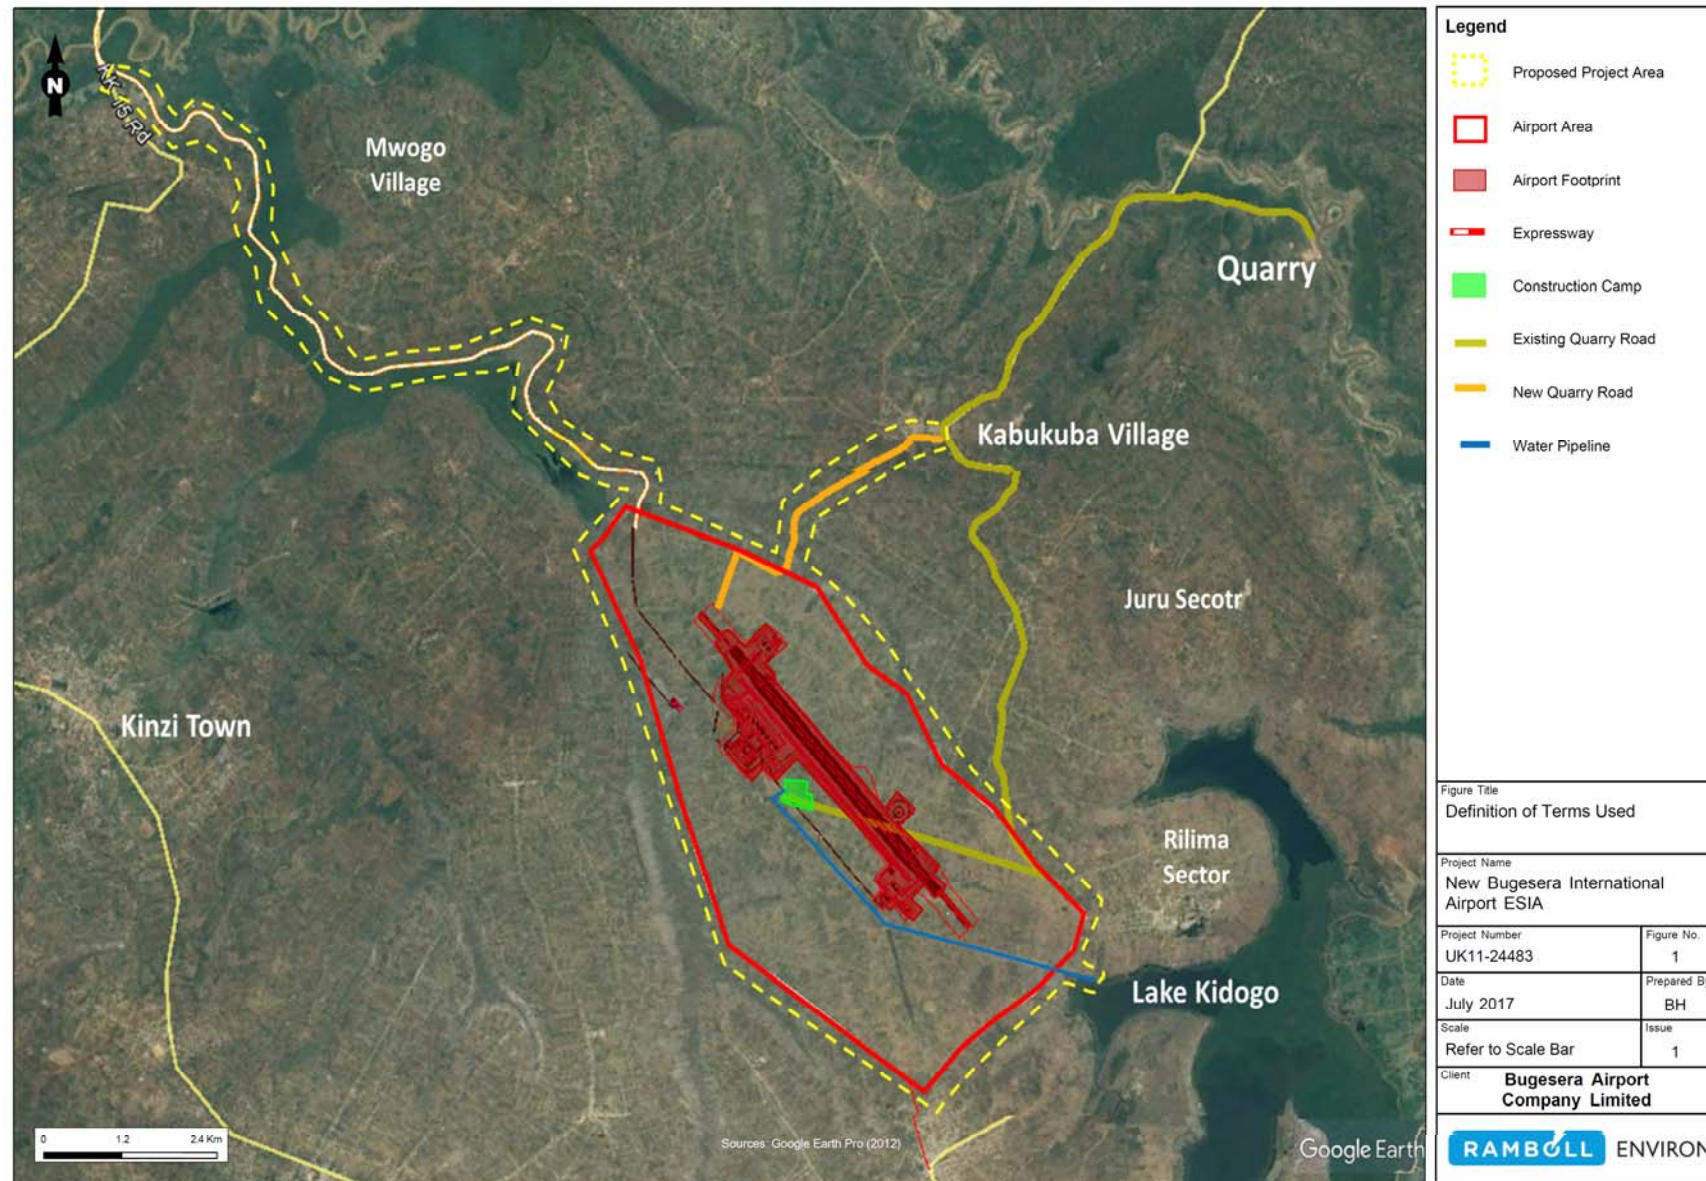 N
KK 15 Rd
Mwogo
Village
Quarry
Kabukuba Village
Juru Secotr
Kinzi Town
Rilima
Sector
Lake Kidogo
0 1.2 2.4 Km
Sources: Google Earth Pro (2012)
Google Earth
Legend
Proposed Project Area
Airport Area
Airport Footprint
Expressway
Construction Camp
Existing Quarry Road
New Quarry Road
Water Pipeline
Figure Title
Definition of Terms Used
Project Name
New Bugesera International
Airport ESIA
Project Number
UK11-24483
Figure No.
1
Date
July 2017
Prepared By
BH
Scale
Refer to Scale Bar
Issue
1
Client
Bugesera Airport
Company Limited
RAMBOLL ENVIRON